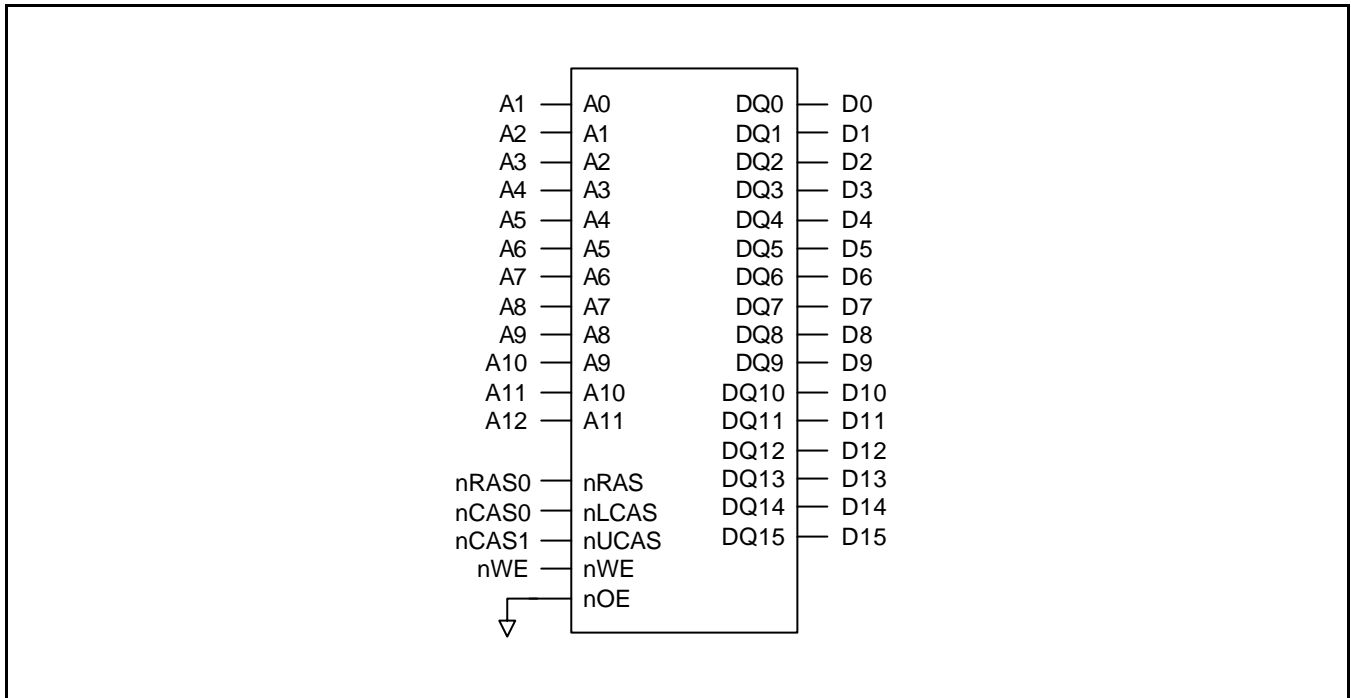 A1 A0 DQ0 D0
A2 A1 DQ1 D1
A3 A2 DQ2 D2
A4 A3 DQ3 D3
A5 A4 DQ4 D4
A6 A5 DQ5 D5
A7 A6 DQ6 D6
A8 A7 DQ7 D7
A9 A8 DQ8 D8
A10 A9 DQ9 D9
A11 A10 DQ10 D10
A12 A11 DQ11 D11
DQ12 D12
nRAS0 nRAS DQ13 D13
nCAS0 nLCAS DQ14 D14
nCAS1 nUCAS DQ15 D15
nWE nWE
nOE